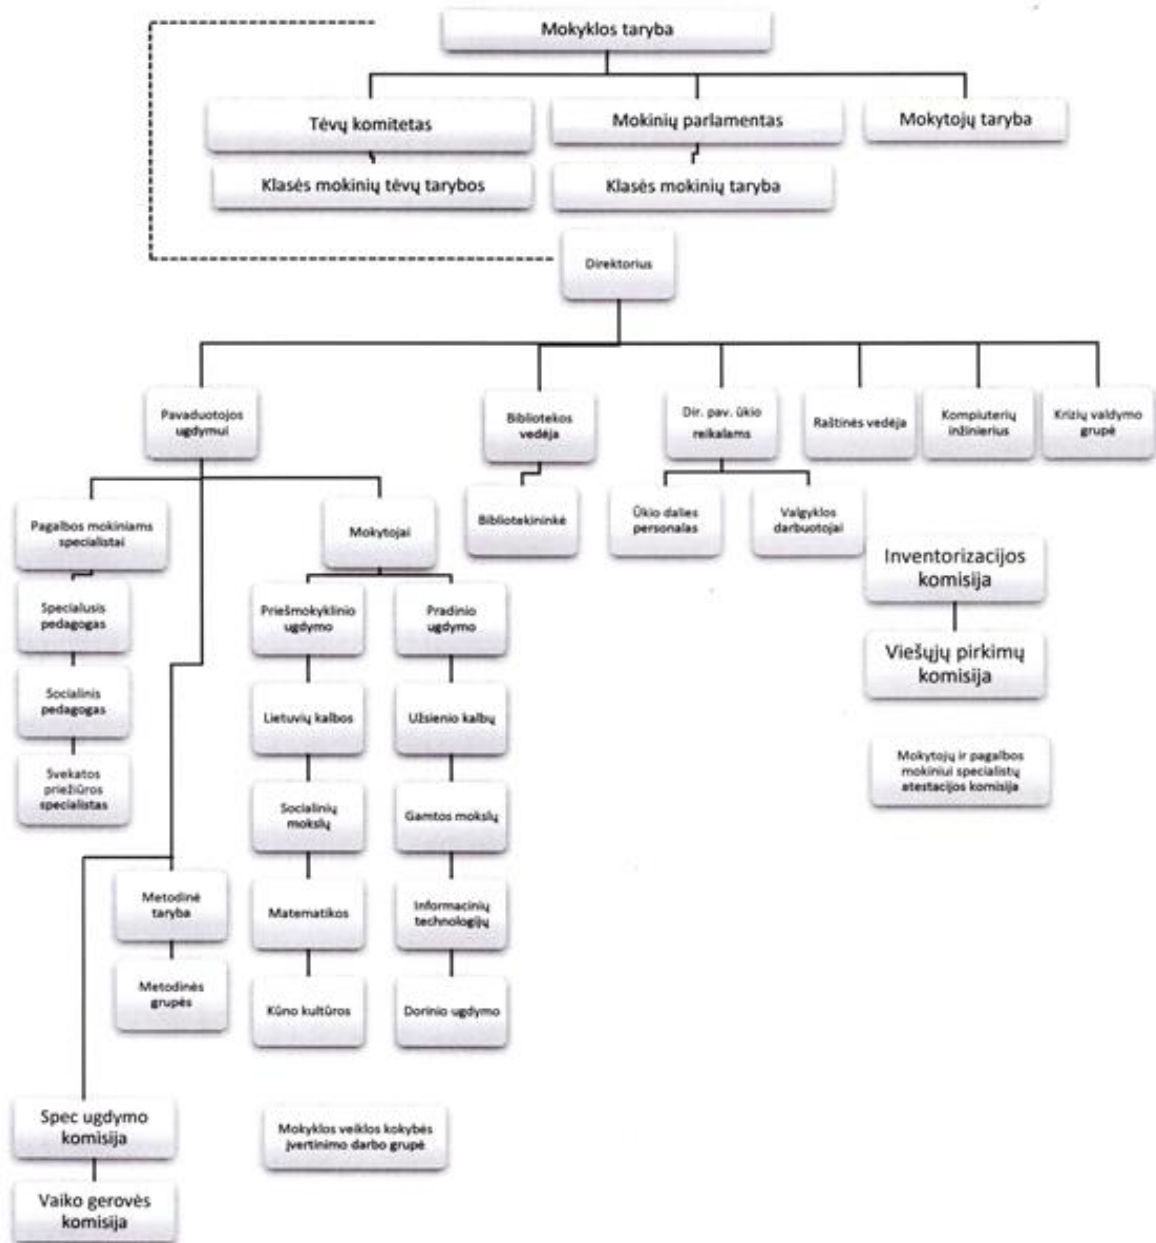 Mokyklos taryba
Tėvų komitetas
Mokinių parlamentas
Mokytojų taryba
Klasės mokinių tėvų tarybos
Klasės mokinių taryba
Direktorius
Pavaduotojos
ugdymui
Bibliotekos
vedėja
Dir. pav. ūkio
reikalams
Raštinės vedėja
Kompiuterių
inžinierius
Krizių valdymo
grupė
Pagalbos mokiniams
specialistai
Mokytojai
Bibliotekininkė
Ūkio dalies
personalas
Valgyklos
darbuotojai
Inventorizacijos
komisija
Specialusis
pedagogas
Priešmokyklinio
ugdymo
Pradinio
ugdymo
Viešųjų pirkimų
komisija
Socialinis
pedagogas
Lietuvių kalbos
Užsienio kalbų
Mokytojų ir pagalbos
mokiniui specialistų
atestacijos komisija
Svekatos
priežiūros
specialistas
Socialinių
mokslų
Gamtos mokslų
Metodinė
taryba
Matematikos
Informacinių
technologijų
Metodinės
grupės
Kūno kultūros
Dorinio ugdymo
Spec ugdymo
komisija
Mokyklos veiklos kokybės
įvertinimo darbo grupė
Vaiko gerovės
komisija